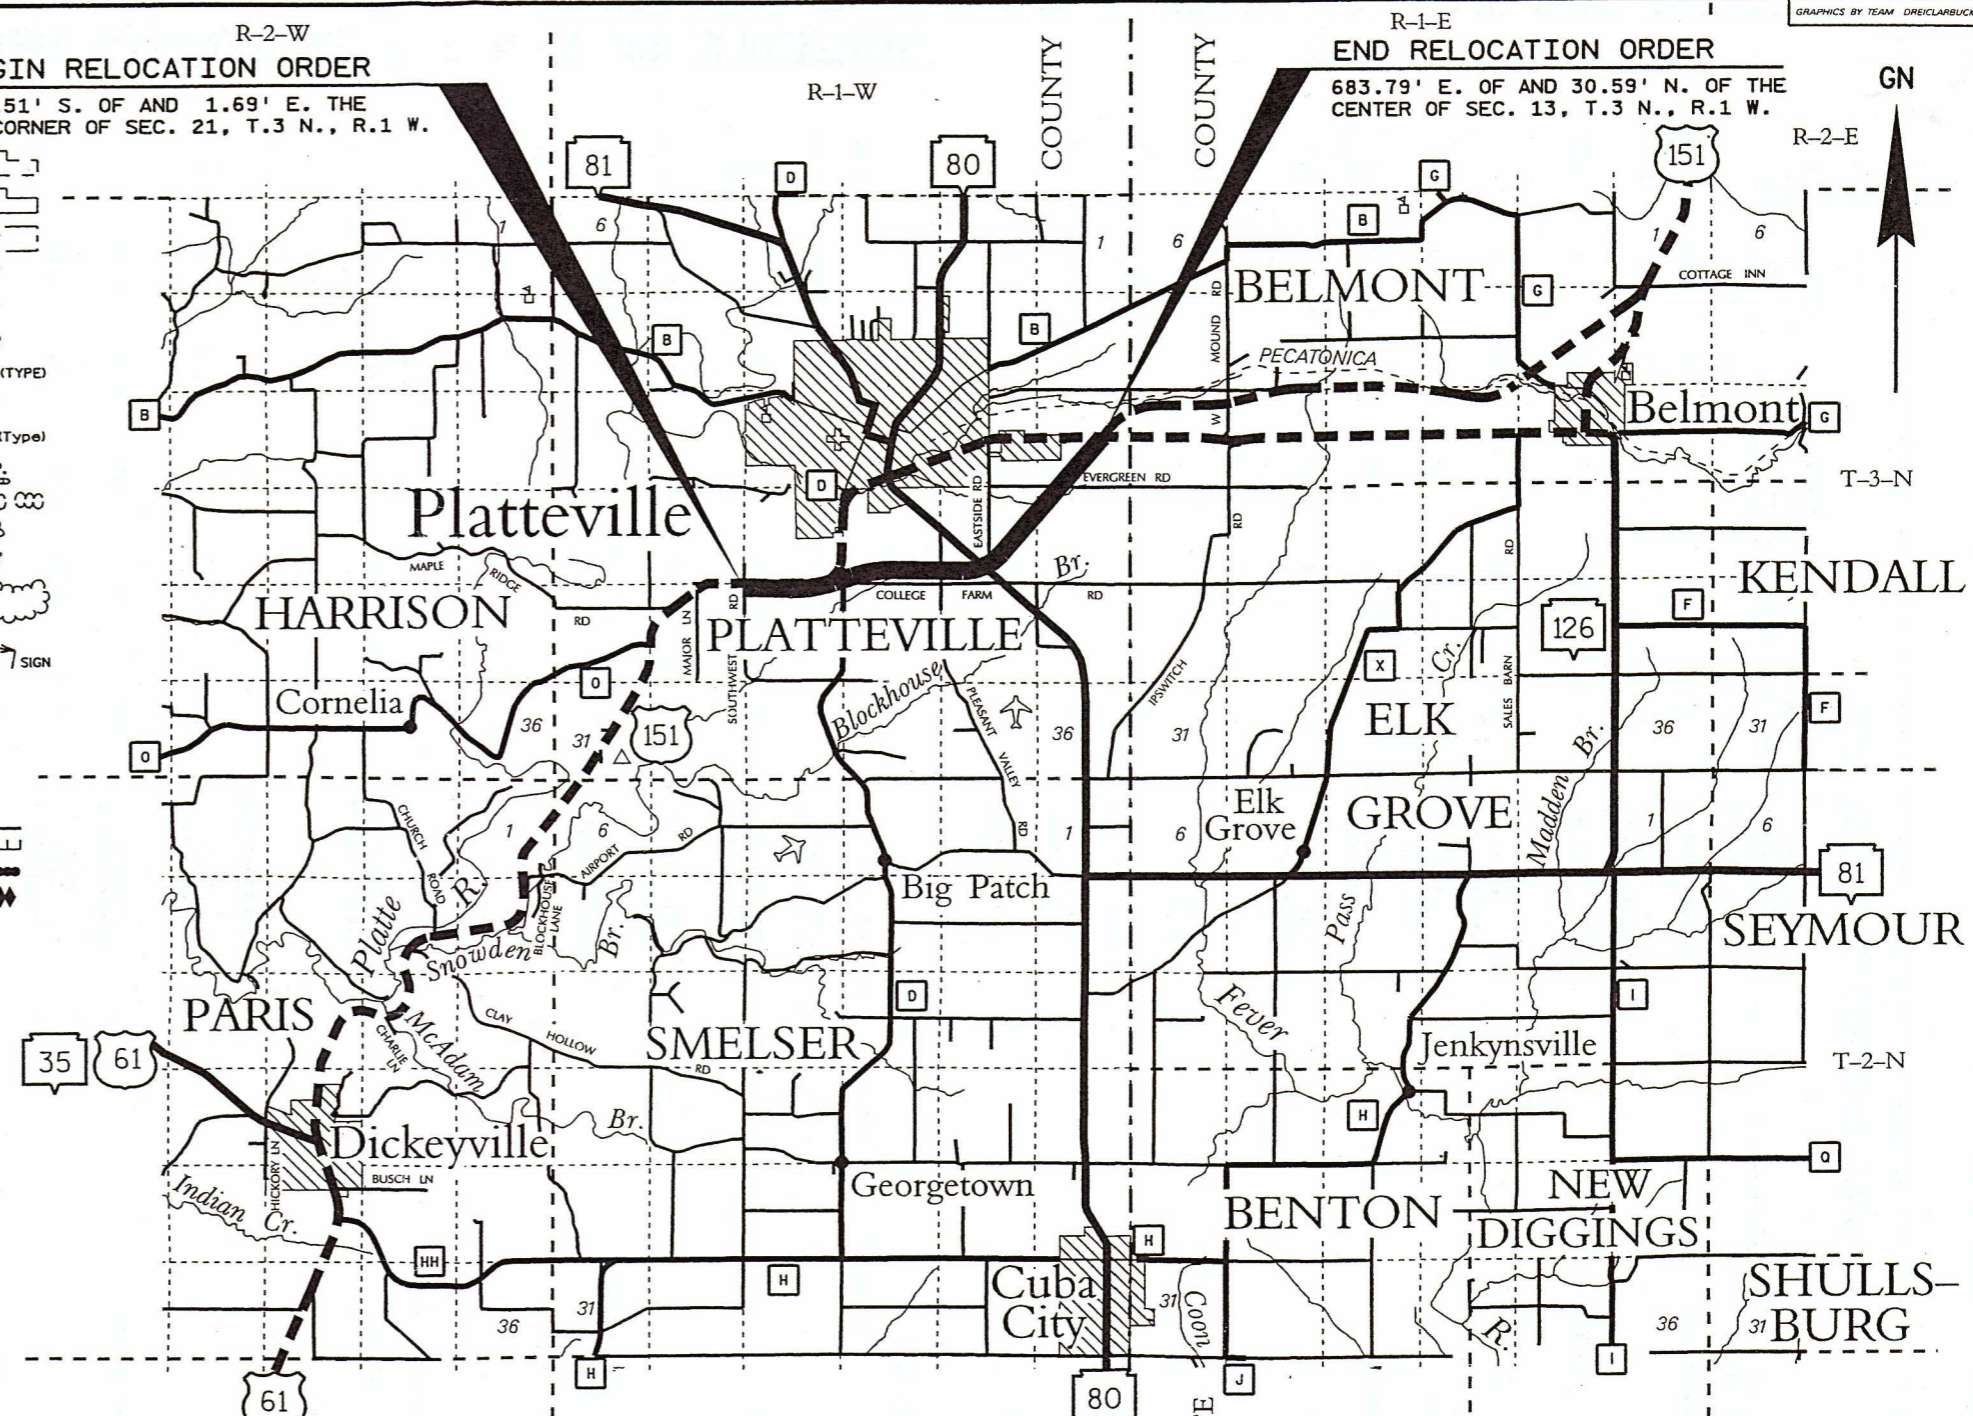 GRAPHICS BY TEAM DREICLARBUCK
R-2-W
R-1-W
COUNTY
COUNTY
R-1-E
END RELOCATION ORDER
683.79' E. OF AND 30.59' N. OF THE
CENTER OF SEC. 13, T.3 N., R.1 W.
GN
R-2-E
GIN RELOCATION ORDER
51' S. OF AND 1.69' E. THE
CORNER OF SEC. 21, T.3 N., R.1 W.
81
D
80
G
151
1
6
B
1
6
1
6
COTTAGE INN
BELMONT
G
B
B
MOUND RD
PECATONICA
(TYPE)
B
W
Belmont
G
(Type)
D
EVERGREEN RD
T-3-N
Platteville
EASTSIDE RD
RD
RD
MAPLE
RIDGE
RD
Br.
COLLEGE
FARM
RD
KENDALL
HARRISON
RD
MAJOR LN
PLATTEVILLE
126
F
SIGN
O
SOUTHWEST
Blockhouse
PLEASANT
VALLEY
RD
IPSWITCH
X
Cr.
SALES BARN
Cornelia
36
31
151
36
31
ELK
Br.
36
31
F
O
CHURCH
ROAD
1
6
AIRPORT
RD
1
6
Elk
Grove
GROVE
Madden
1
6
R.
BLOCKHOUSE
LANE
Big Patch
81
Platte
Snowden
Br.
Pass
SEYMOUR
PARIS
CLAY
HOLLOW
RD
D
Fever
I
35
61
CHARLIE LN
McAdam
SMELSER
Jenkynsville
T-2-N
Br.
H
Dickeyville
HICKORY LN
BUSCH LN
Q
Indian Cr.
Georgetown
BENTON
NEW
DIGGINGS
HH
H
H
Cuba
City
SHULLS-
BURG
36
31
31
Coon
R.
36
31
H
J
I
61
80
TE